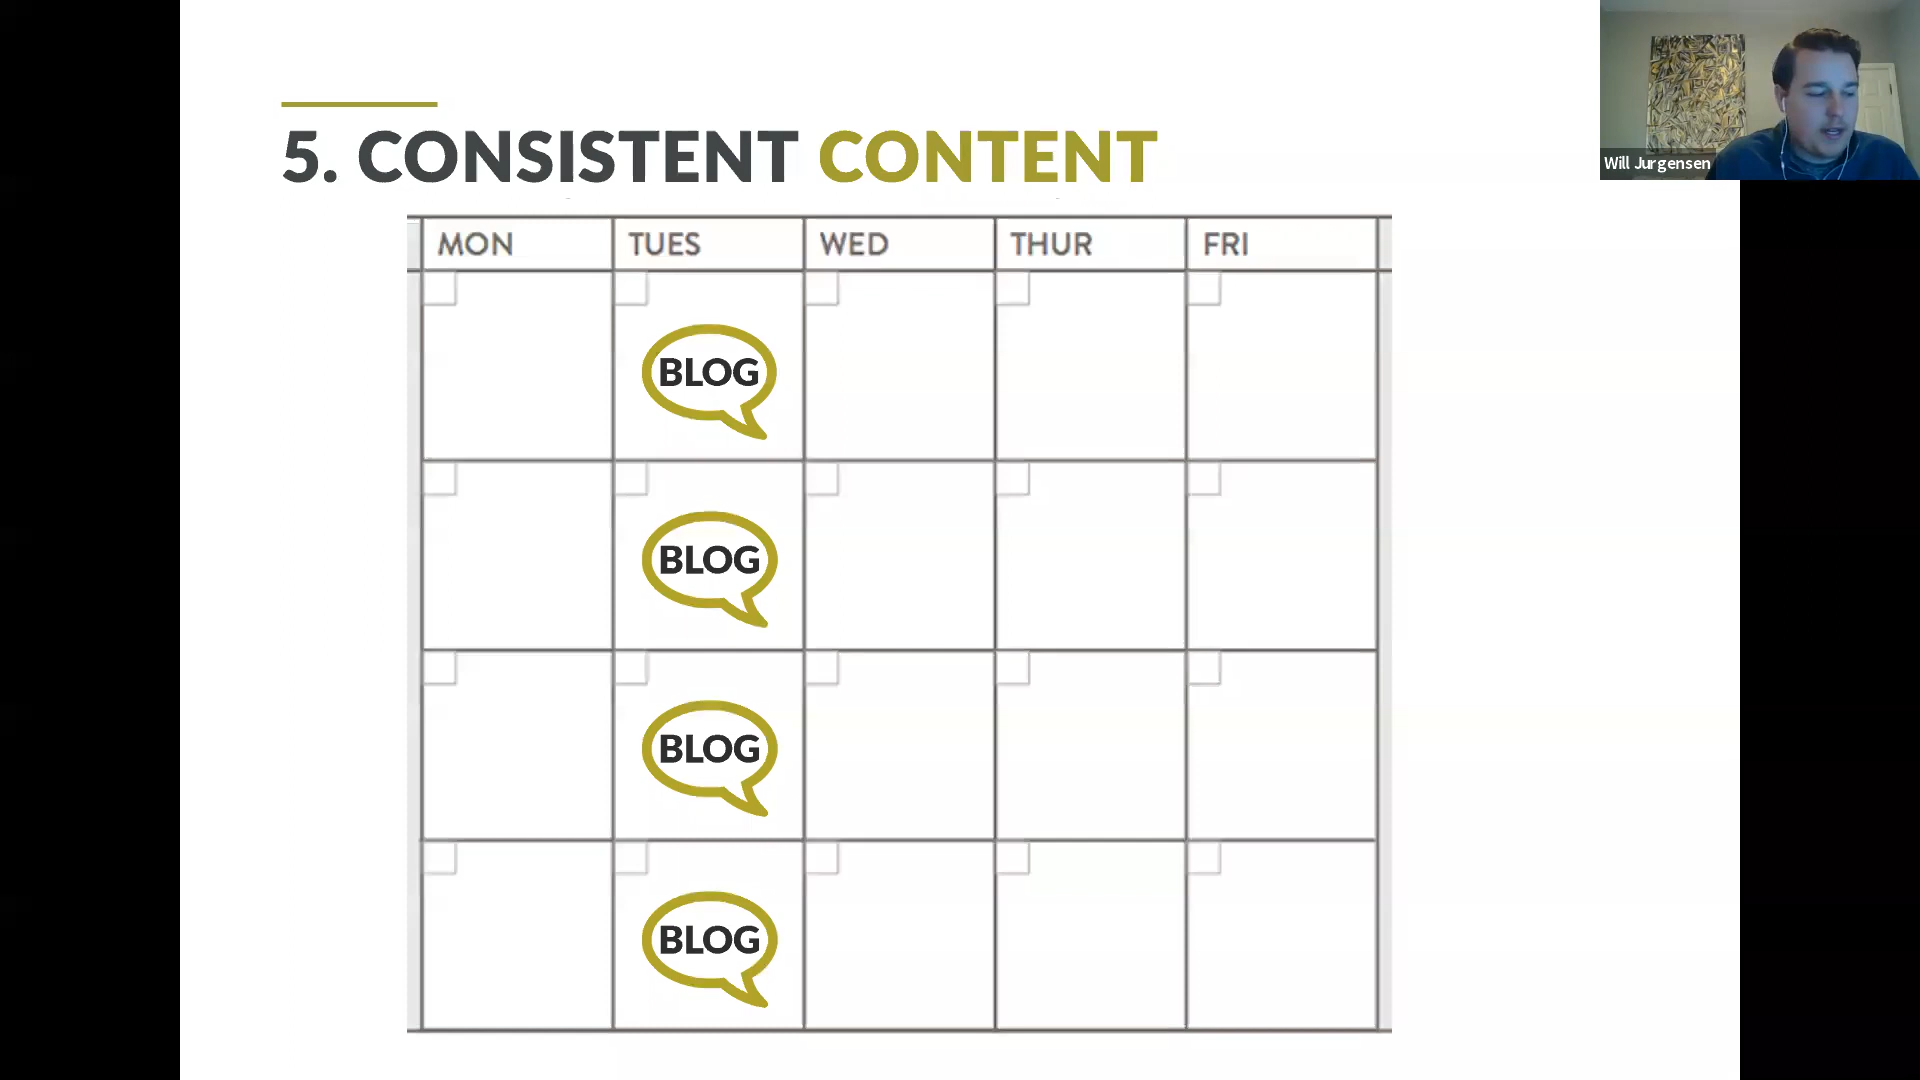 5. CONSISTENT CONTENT
Will Jurgensen
MON TUES WED THUR FRI
BLOG
BLOG
BLOG
BLOG